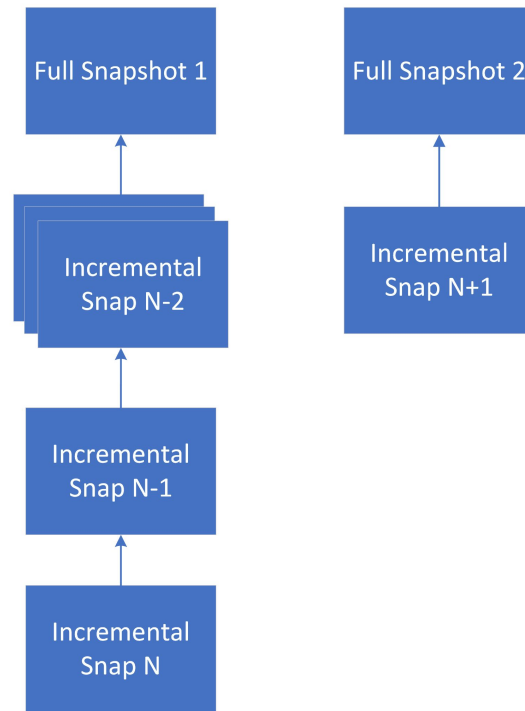 Full Snapshot 1
Full Snapshot 2
Incremental
Snap N-2
Incremental
Snap N+1
Incremental
Snap N-1
Incremental
Snap N